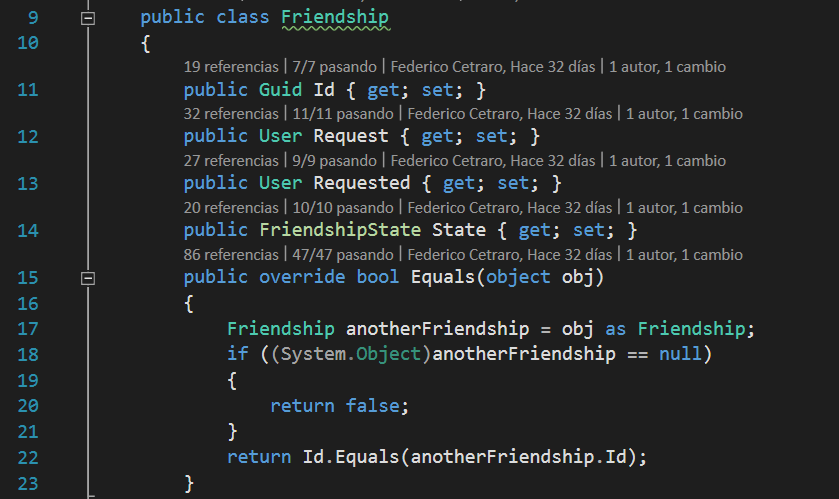 9 public class Friendship
10 {
19 referencias | 7/7 pasando | Federico Cetraro, Hace 32 días | 1 autor, 1 cambio
11 public Guid Id { get; set; }
32 referencias | 11/11 pasando | Federico Cetraro, Hace 32 días | 1 autor, 1 cambio
12 public User Request { get; set; }
27 referencias | 9/9 pasando | Federico Cetraro, Hace 32 días | 1 autor, 1 cambio
13 public User Requested { get; set; }
20 referencias | 10/10 pasando | Federico Cetraro, Hace 32 días | 1 autor, 1 cambio
14 public FriendshipState State { get; set; }
86 referencias | 47/47 pasando | Federico Cetraro, Hace 32 días | 1 autor, 1 cambio
15 public override bool Equals(object obj)
16 {
17 Friendship anotherFriendship = obj as Friendship;
18 if ((System.Object)anotherFriendship == null)
19 {
20 return false;
21 }
22 return Id.Equals(anotherFriendship.Id);
23 }